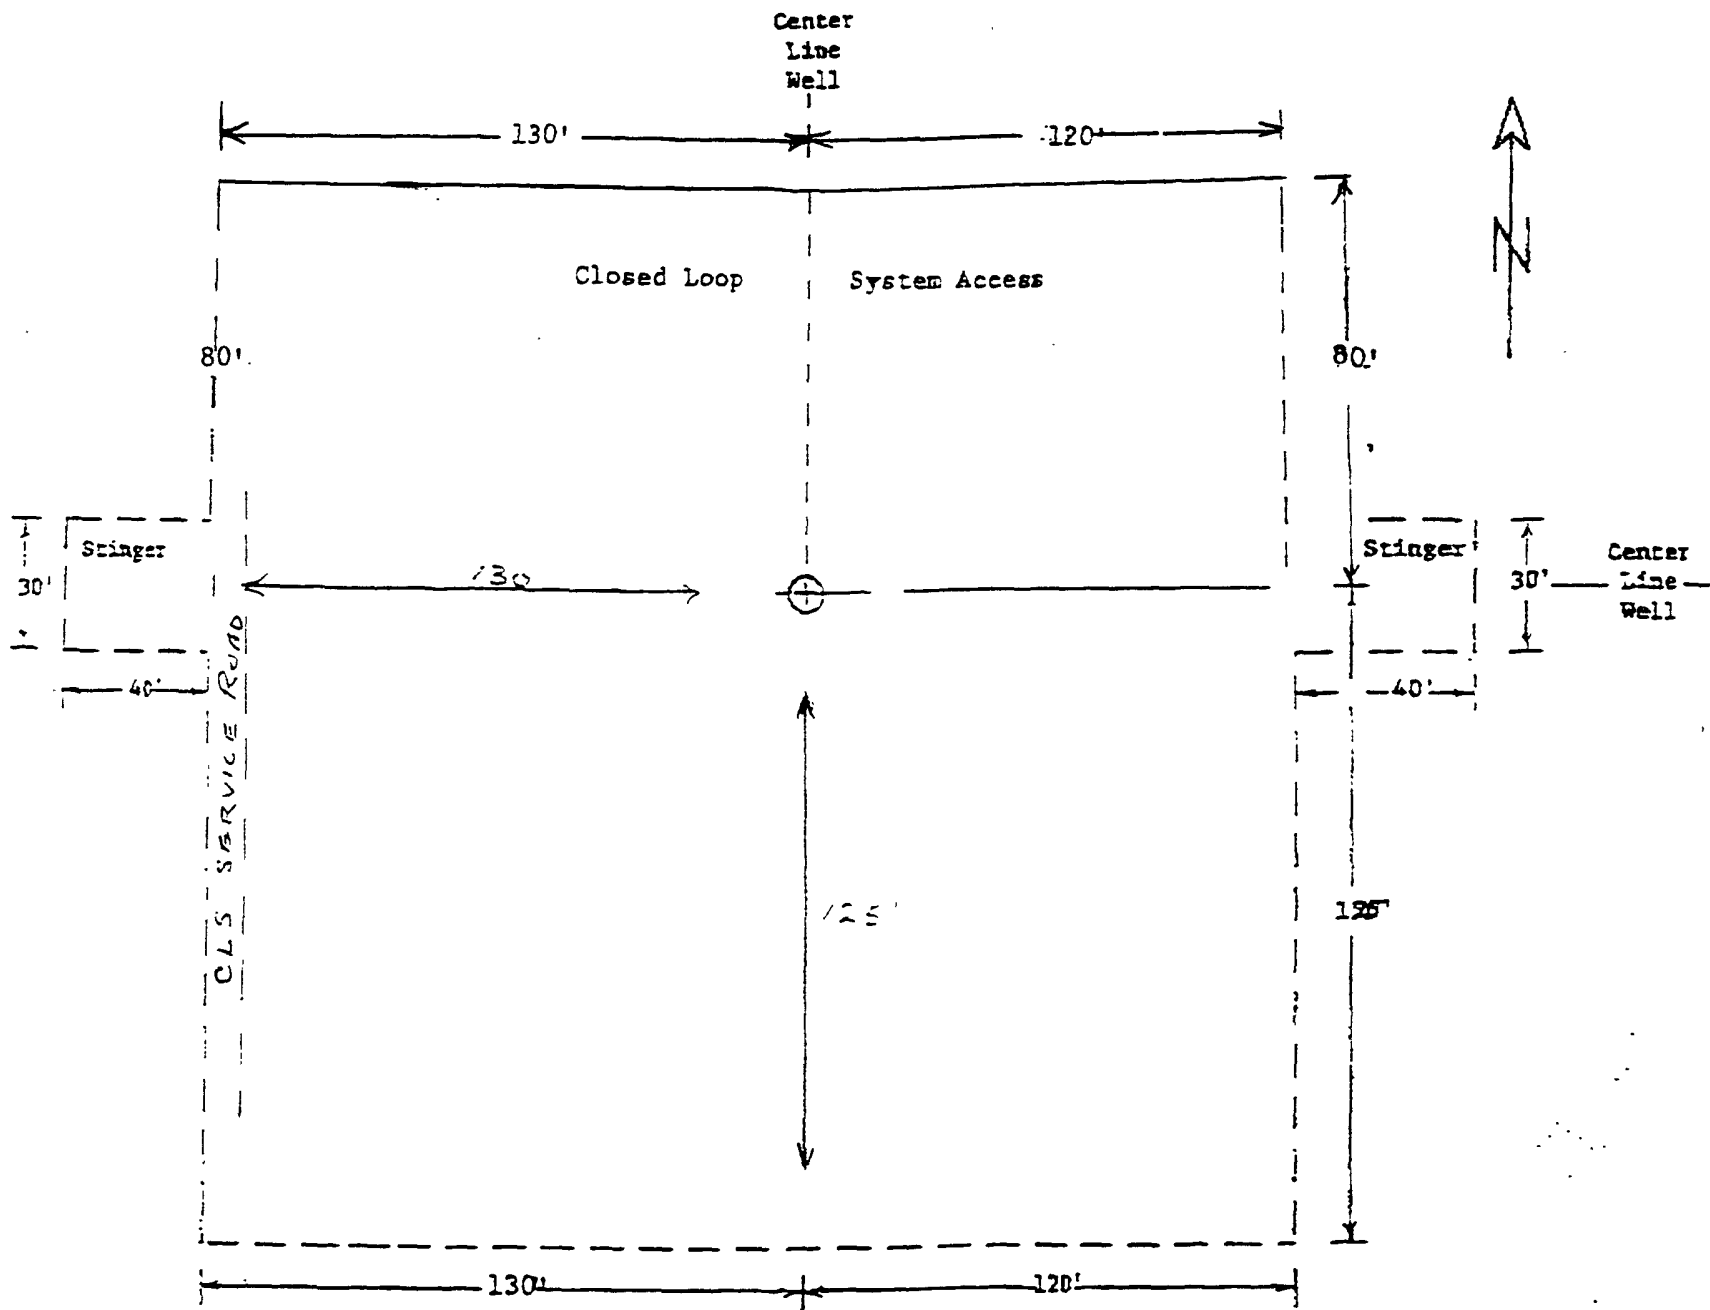 Center
Line
Well
130'
120'
N
Closed Loop
System Access
80'
80'
Stinger
Stinger
30'
130
30'
Center
Line
Well
40'
40'
CLS SERVICE ROAD
125'
130'
120'